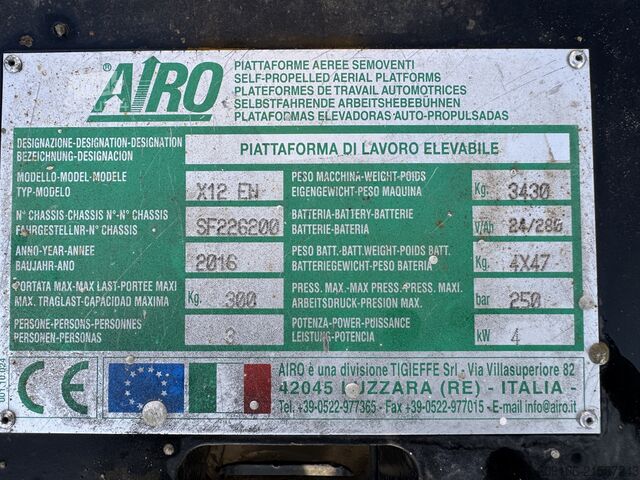 ®AIRO
PIATTAFORME AEREE SEMOVENTI
SELF-PROPELLED AERIAL PLATFORMS
PLATEFORMES DE TRAVAIL AUTOMOTRICES
SELBSTFAHRENDE ARBEITSHEBEBÜHNEN
PLATAFORMAS ELEVADORAS AUTO-PROPULSADAS
DESIGNAZIONE-DESIGNATION-DESIGNATION
BEZEICHNUNG-DESIGNACION
PIATTAFORMA DI LAVORO ELEVABILE
MODELLO-MODEL-MODELE
TYP-MODELO
X12 EN
PESO MACCHINA-WEIGHT-POIDS
EIGENGEWICHT-PESO MAQUINA
Kg. 3430
N° CHASSIS-CHASSIS N°-N° CHASSIS
FAHRGESTELLNR-N° CHASSIS
SF226200
BATTERIA-BATTERY-BATTERIE
BATTERIE-BATERIA
V/Ah 24/280
ANNO-YEAR-ANNEE
BAUJAHR-ANO
2016
PESO BATT.-BATT.WEIGHT-POIDS BATT.
BATTERIEGEWICHT-PESO BATERIA
Kg. 4X47
PORTATA MAX-MAX LAST-PORTEE MAXI
MAX. TRAGLAST-CAPACIDAD MÁXIMA
Kg. 300
PRESS. MAX.-MAX PRESS.-PRESS. MAXI.
ARBEITSDRUCK-PRESION MAX.
bar 250
PERSONE-PERSONS-PERSONNES
PERSONEN-PERSONAS
3
POTENZA-POWER-PUISSANCE
LEISTUNG-POTENCIA
kW 4
CE
AIRO è una divisione TIGIEFFE Srl - Via Villasuperiore 82
42045 LUZZARA (RE) - ITALIA -
Tel. +39-0522-977365 - Fax +39-0522-977015 - E-mail info@airo.it